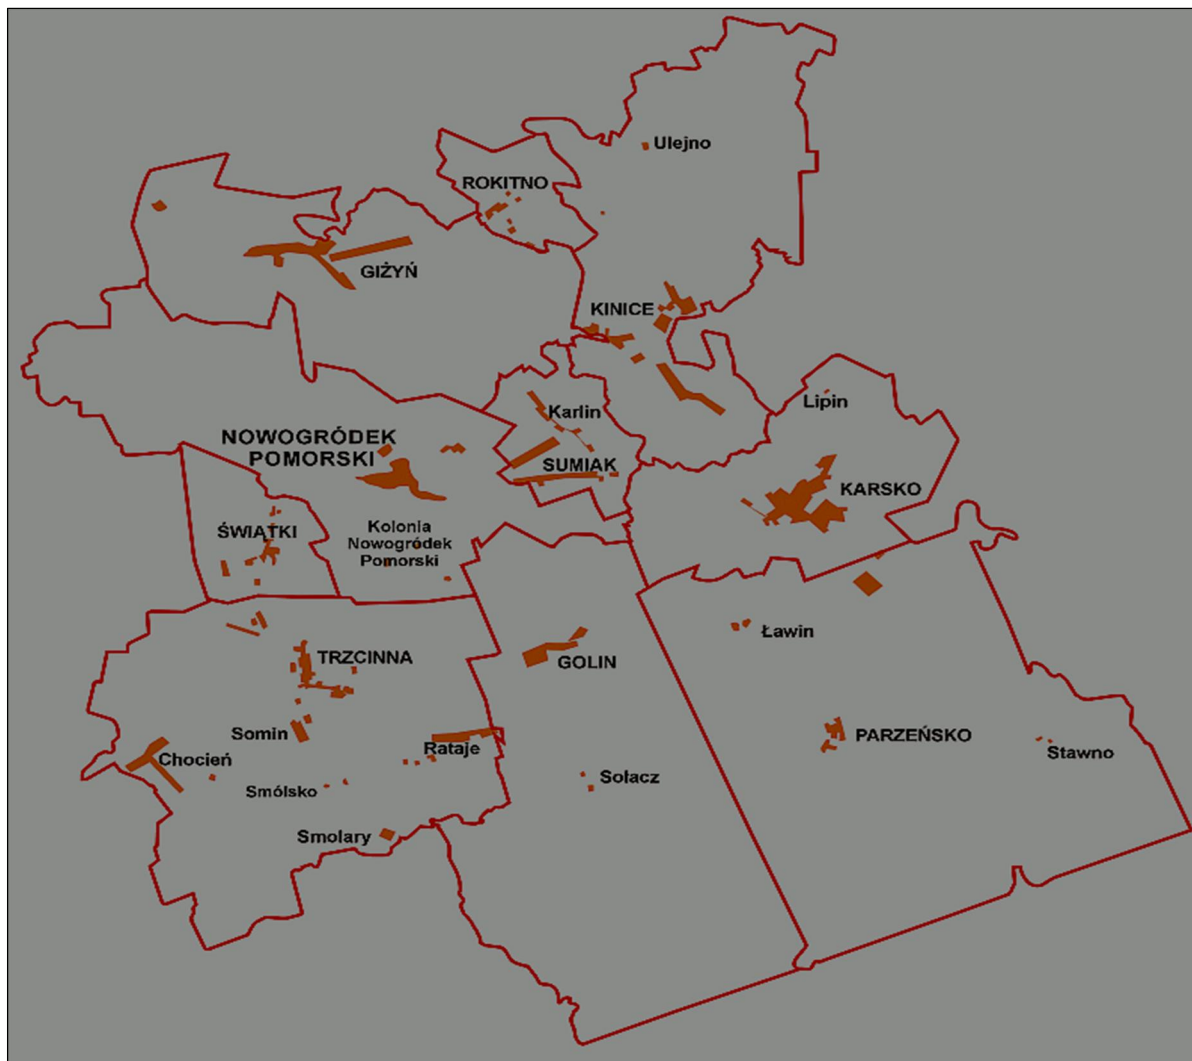 Ulejno
ROKITNO
GIŻYŃ
KINICE
Karlin
Lipin
NOWOGRÓDEK
POMORSKI
SUMIAK
KARSKO
ŚWIĄTKI
Kolonia
Nowogródek
Pomorski
Ławin
TRZCINNA
GOLIN
Somin
Rataje
PARZEŃSKO
Chocień
Stawno
Smólsko
Sołacz
Smolary